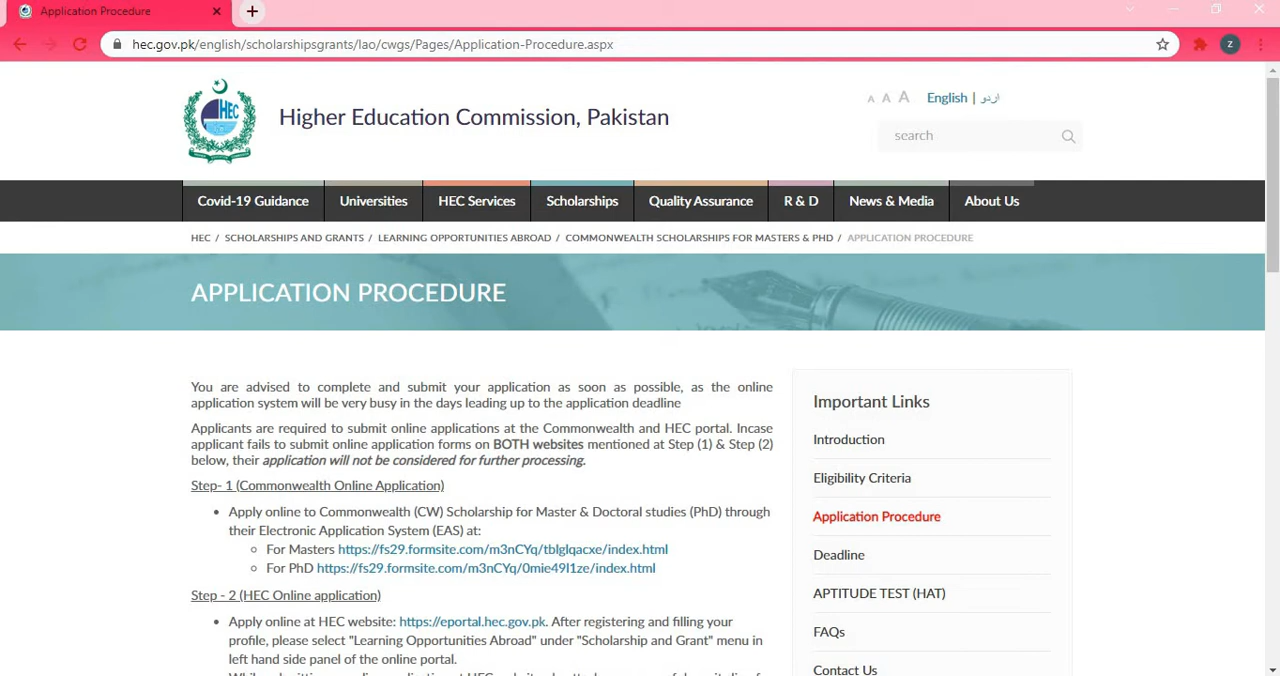 Application Procedure
hec.gov.pk/english/scholarshipsgrants/lao/cwgs/Pages/Application-Procedure.aspx
Z
HEC
Higher Education Commission, Pakistan
A A A English | اردو
search
Covid-19 Guidance Universities HEC Services Scholarships Quality Assurance R & D News & Media About Us
HEC / SCHOLARSHIPS AND GRANTS / LEARNING OPPORTUNITIES ABROAD / COMMONWEALTH SCHOLARSHIPS FOR MASTERS & PHD / APPLICATION PROCEDURE
APPLICATION PROCEDURE
You are advised to complete and submit your application as soon as possible, as the online
application system will be very busy in the days leading up to the application deadline
Applicants are required to submit online applications at the Commonwealth and HEC portal. Incase
applicant fails to submit online application forms on BOTH websites mentioned at Step (1) & Step (2)
below, their application will not be considered for further processing.
Step- 1 (Commonwealth Online Application)
• Apply online to Commonwealth (CW) Scholarship for Master & Doctoral studies (PhD) through
their Electronic Application System (EAS) at:
○ For Masters https://fs29.formsite.com/m3nCYq/tblglqacxe/index.html
○ For PhD https://fs29.formsite.com/m3nCYq/0mie49l1ze/index.html
Step - 2 (HEC Online application)
• Apply online at HEC website: https://eportal.hec.gov.pk. After registering and filling your
profile, please select "Learning Opportunities Abroad" under "Scholarship and Grant" menu in
left hand side panel of the online portal.
Important Links
Introduction
Eligibility Criteria
Application Procedure
Deadline
APTITUDE TEST (HAT)
FAQs
Contact Us